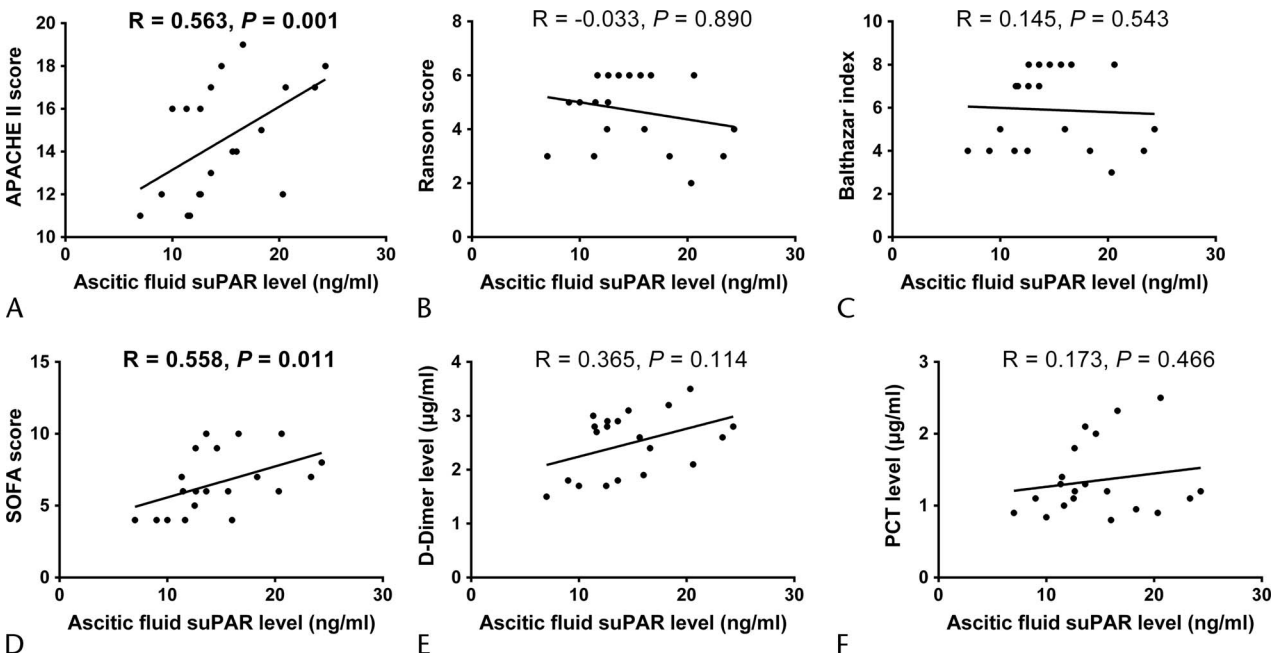 R = 0.563, P = 0.001
APACHE II score
20
18
16
14
12
10
0
10
20
30
Ascitic fluid suPAR level (ng/ml)
A
R = -0.033, P = 0.890
Ranson score
8
6
4
2
0
0
10
20
30
Ascitic fluid suPAR level (ng/ml)
B
R = 0.145, P = 0.543
Balthazar index
10
8
6
4
2
0
0
10
20
30
Ascitic fluid suPAR level (ng/ml)
C
R = 0.558, P = 0.011
SOFA score
15
10
5
0
0
10
20
30
Ascitic fluid suPAR level (ng/ml)
D
R = 0.365, P = 0.114
D-Dimer level (µg/ml)
4
3
2
1
0
0
10
20
30
Ascitic fluid suPAR level (ng/ml)
E
R = 0.173, P = 0.466
PCT level (µg/ml)
3
2
1
0
0
10
20
30
Ascitic fluid suPAR level (ng/ml)
F